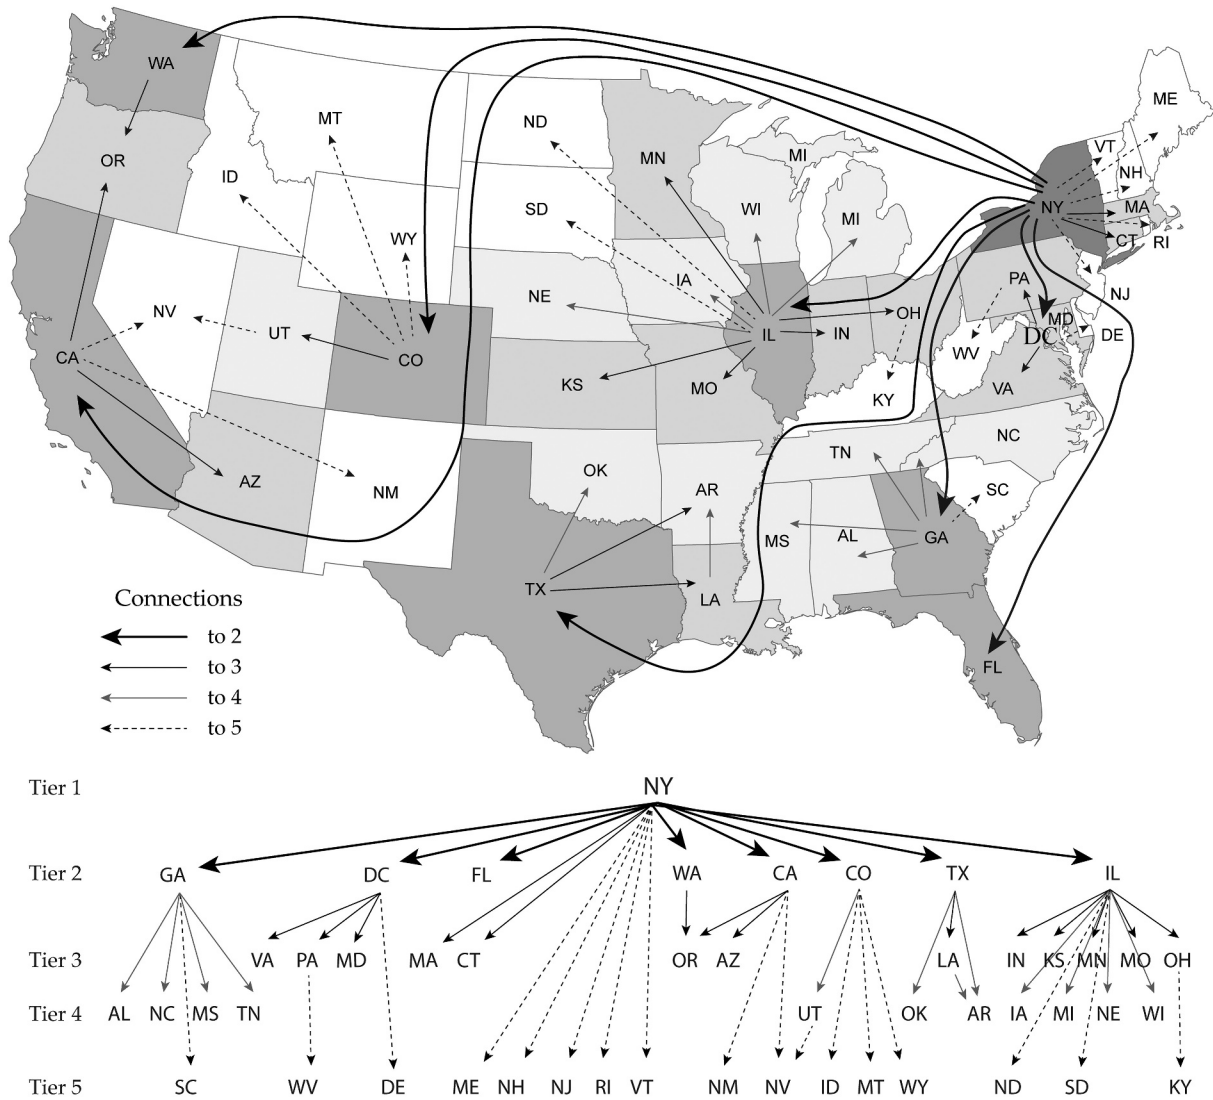 WA
ME
MT
ND
VT
MN
MI
OR
NH
ID
WI
MI
NY
MA
SD
WY
CT
RI
IA
PA
NE
NJ
NV
OH
MD
UT
IL
IN
DC
DE
CA
CO
WV
KS
MO
VA
KY
NC
TN
OK
AZ
AR
SC
NM
MS
AL
GA
TX
LA
Connections
to 2
to 3
FL
to 4
to 5
Tier 1 NY
Tier 2 GA DC FL WA CA CO TX IL
Tier 3 VA PA MD MA CT OR AZ LA IN KS MN MO OH
Tier 4 AL NC MS TN UT OK AR IA MI NE WI
Tier 5 SC WV DE ME NH NJ RI VT NM NV ID MT WY ND SD KY